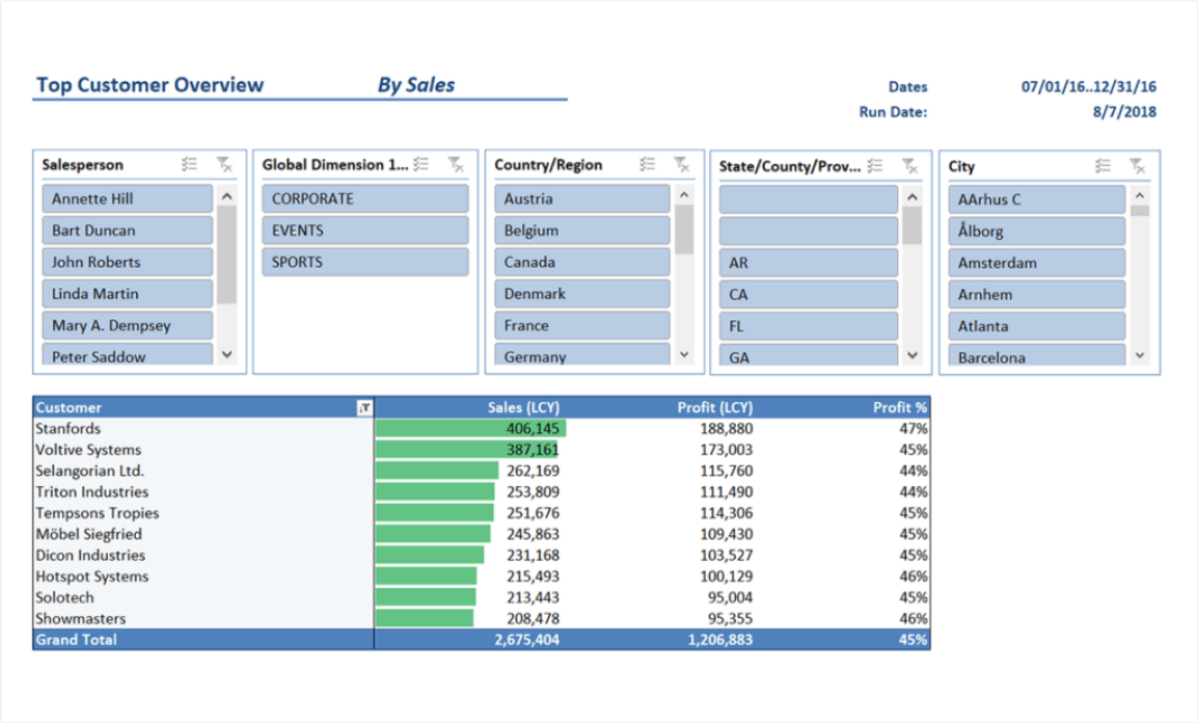 Top Customer Overview By Sales
Dates 07/01/16..12/31/16
Run Date: 8/7/2018
Salesperson
Annette Hill
Bart Duncan
John Roberts
Linda Martin
Mary A. Dempsey
Peter Saddow
Global Dimension 1...
CORPORATE
EVENTS
SPORTS
Country/Region
Austria
Belgium
Canada
Denmark
France
Germany
State/County/Prov...
AR
CA
FL
GA
City
AArhus C
Ålborg
Amsterdam
Arnhem
Atlanta
Barcelona
Customer Sales (LCY) Profit (LCY) Profit %
Stanfords 406,145 188,880 47%
Voltive Systems 387,161 173,003 45%
Selangorian Ltd. 262,169 115,760 44%
Triton Industries 253,809 111,490 44%
Tempsons Tropies 251,676 114,306 45%
Möbel Siegfried 245,863 109,430 45%
Dicon Industries 231,168 103,527 45%
Hotspot Systems 215,493 100,129 46%
Solotech 213,443 95,004 45%
Showmasters 208,478 95,355 46%
Grand Total 2,675,404 1,206,883 45%